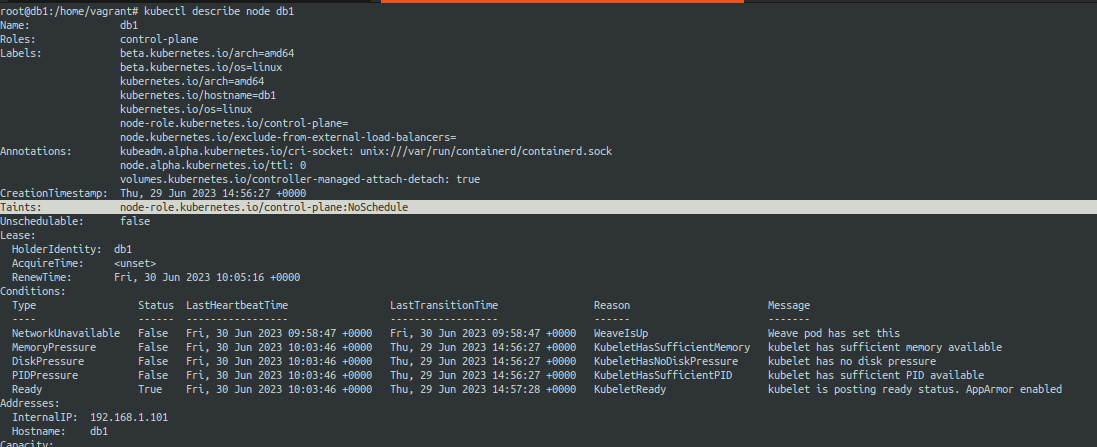 root@db1:/home/vagrant# kubectl describe node db1
Name:               db1
Roles:              control-plane
Labels:             beta.kubernetes.io/arch=amd64
                    beta.kubernetes.io/os=linux
                    kubernetes.io/arch=amd64
                    kubernetes.io/hostname=db1
                    kubernetes.io/os=linux
                    node-role.kubernetes.io/control-plane=
                    node.kubernetes.io/exclude-from-external-load-balancers=
Annotations:        kubeadm.alpha.kubernetes.io/cri-socket: unix:///var/run/containerd/containerd.sock
                    node.alpha.kubernetes.io/ttl: 0
                    volumes.kubernetes.io/controller-managed-attach-detach: true
CreationTimestamp:  Thu, 29 Jun 2023 14:56:27 +0000
Taints:             node-role.kubernetes.io/control-plane:NoSchedule
Unschedulable:      false
Lease:
  HolderIdentity:  db1
  AcquireTime:     <unset>
  RenewTime:       Fri, 30 Jun 2023 10:05:16 +0000
Conditions:
  Type                 Status  LastHeartbeatTime                 LastTransitionTime                Reason                       Message
  ----                 ------  -----------------                 ------------------                ------                       -------
  NetworkUnavailable   False   Fri, 30 Jun 2023 09:58:47 +0000   Fri, 30 Jun 2023 09:58:47 +0000   WeaveIsUp                    Weave pod has set this
  MemoryPressure       False   Fri, 30 Jun 2023 10:03:46 +0000   Thu, 29 Jun 2023 14:56:27 +0000   KubeletHasSufficientMemory   kubelet has sufficient memory available
  DiskPressure         False   Fri, 30 Jun 2023 10:03:46 +0000   Thu, 29 Jun 2023 14:56:27 +0000   KubeletHasNoDiskPressure     kubelet has no disk pressure
  PIDPressure          False   Fri, 30 Jun 2023 10:03:46 +0000   Thu, 29 Jun 2023 14:56:27 +0000   KubeletHasSufficientPID      kubelet has sufficient PID available
  Ready                True    Fri, 30 Jun 2023 10:03:46 +0000   Thu, 29 Jun 2023 14:57:28 +0000   KubeletReady                 kubelet is posting ready status. AppArmor enabled
Addresses:
  InternalIP:  192.168.1.101
  Hostname:    db1
Capacity: